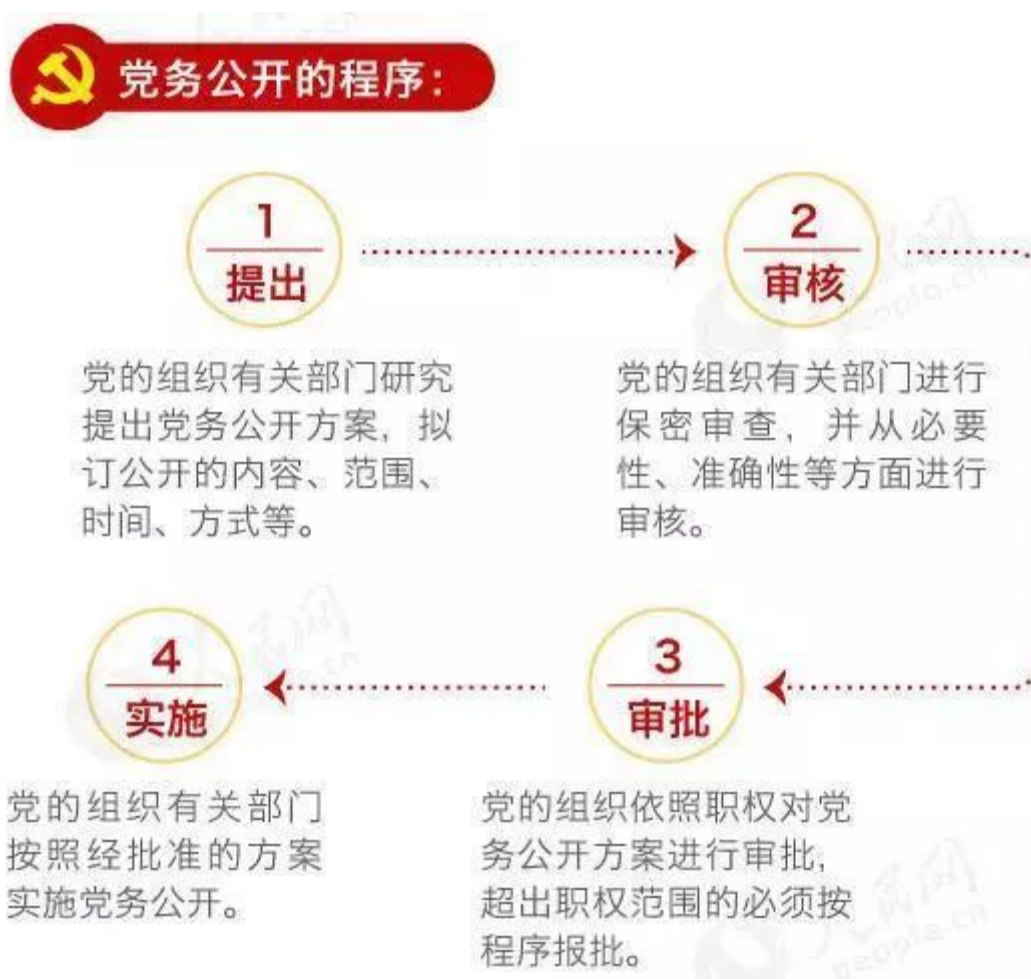 党务公开的程序：
1
提出
党的组织有关部门研究
提出党务公开方案，拟
订公开的内容、范围、
时间、方式等。
2
审核
党的组织有关部门进行
保密审查，并从必要
性、准确性等方面进行
审核。
3
审批
党的组织依照职权对党
务公开方案进行审批，
超出职权范围的必须按
程序报批。
4
实施
党的组织有关部门
按照经批准的方案
实施党务公开。
人民网
people.cn